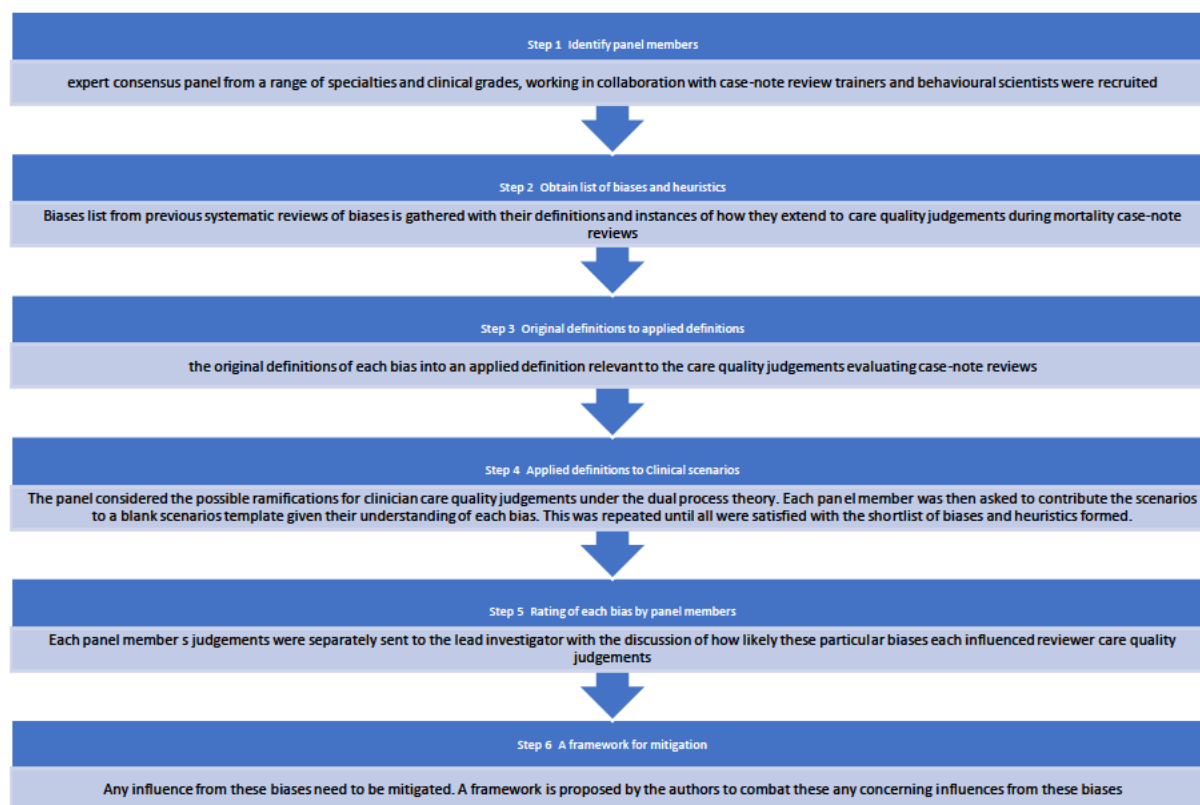 Step 1 Identify panel members
expert consensus panel from a range of specialties and clinical grades, working in collaboration with case-note review trainers and behavioural scientists were recruited
Step 2 Obtain list of biases and heuristics
Biases list from previous systematic reviews of biases is gathered with their definitions and instances of how they extend to care quality judgements during mortality case-note
reviews
Step 3 Original definitions to applied definitions
the original definitions of each bias into an applied definition relevant to the care quality judgements evaluating case-note reviews
Step 4 Applied definitions to Clinical scenarios
The panel considered the possible ramifications for clinician care quality judgements under the dual process theory. Each panel member was then asked to contribute the scenarios
to a blank scenarios template given their understanding of each bias. This was repeated until all were satisfied with the shortlist of biases and heuristics formed.
Step 5 Rating of each bias by panel members
Each panel member s judgements were separately sent to the lead investigator with the discussion of how likely these particular biases each influenced reviewer care quality
judgements
Step 6 A framework for mitigation
Any influence from these biases need to be mitigated. A framework is proposed by the authors to combat these any concerning influences from these biases